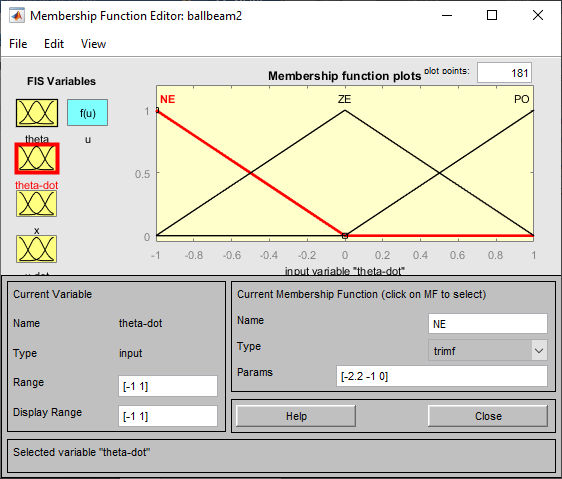 Membership Function Editor: ballbeam2
File Edit View
FIS Variables
Membership function plots
plot points:
181
f(u)
theta
u
theta-dot
x
NE
ZE
PO
1
0.5
0
-1 -0.8 -0.6 -0.4 -0.2 0 0.2 0.4 0.6 0.8 1
input variable "theta-dot"
Current Variable
Name theta-dot
Type input
Range [-1 1]
Display Range [-1 1]
Current Membership Function (click on MF to select)
Name NE
Type trimf
Params [-2.2 -1 0]
Help Close
Selected variable "theta-dot"